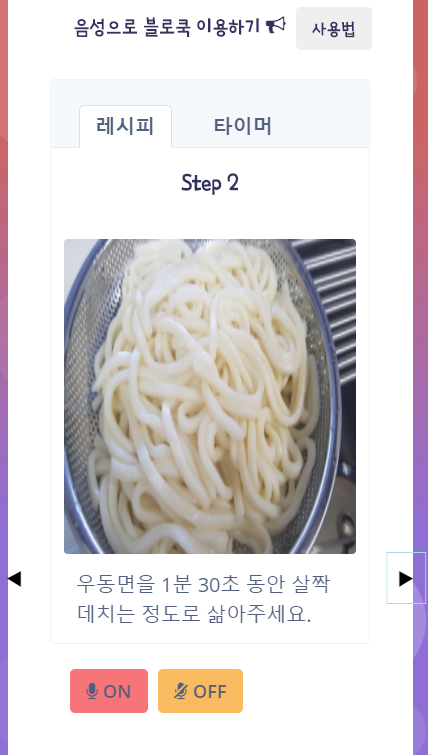 음성으로 블로쿡 이용하기
사용법
레시피
타이머
Step 2
우동면을 1분 30초 동안 살짝
데치는 정도로 삶아주세요.
ON
OFF